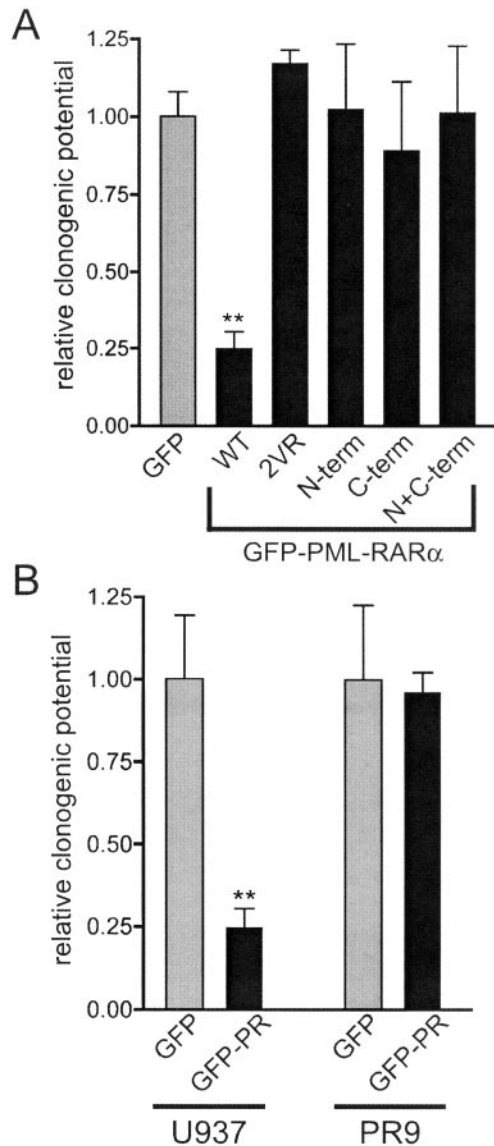 A
relative clonogenic potential
1.25
1.00
0.75
0.50
0.25
0.00
**
GFP
WT
2VR
N-term
C-term
N+C-term
GFP-PML-RARα
B
relative clonogenic potential
1.25
1.00
0.75
0.50
0.25
0.00
**
GFP
GFP-PR
GFP
GFP-PR
U937
PR9